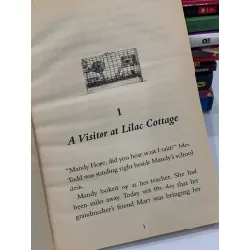 1
A Visitor at Lilac Cottage
"Mandy Hope, did you hear what I said?" Mrs.
Todd was standing right beside Mandy's school
desk.
Mandy looked up at her teacher. She had
been miles away. Today was the day that her
grandmother's friend Mary was bringing her
1